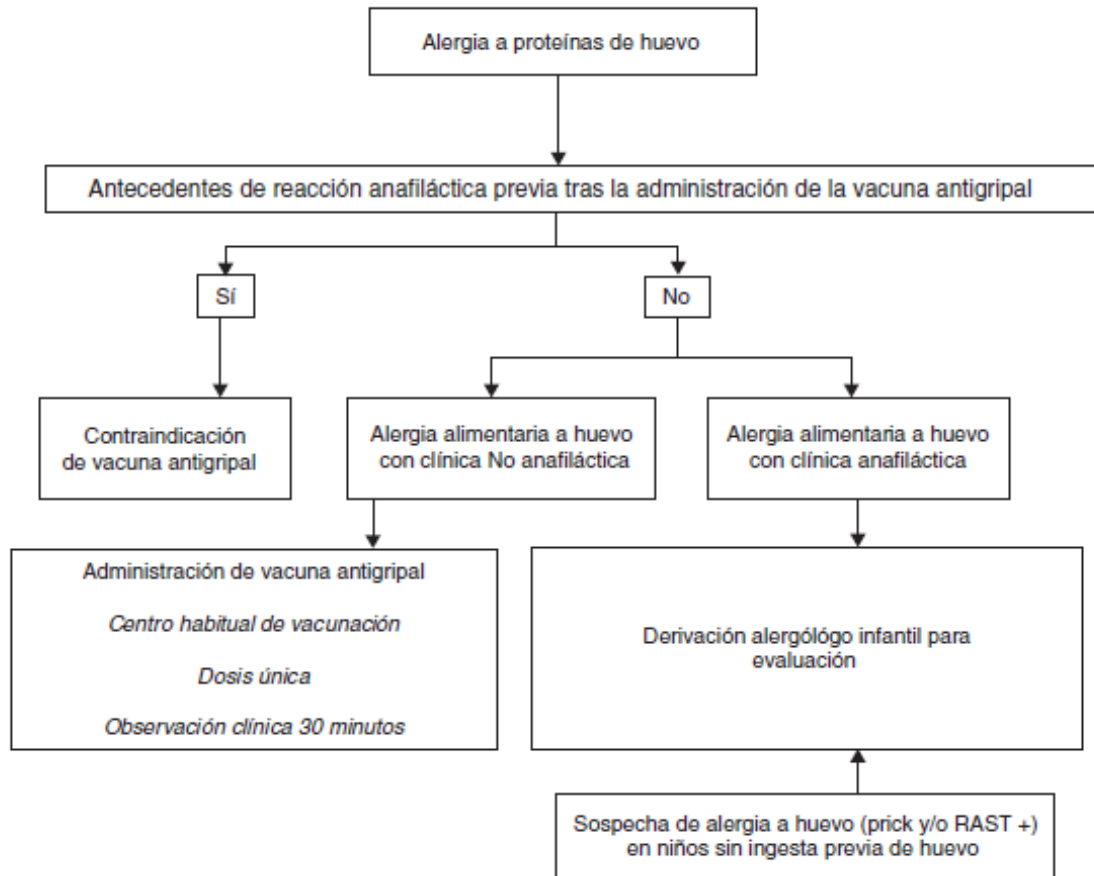 Alergia a proteínas de huevo
Antecedentes de reacción anafiláctica previa tras la administración de la vacuna antigripal
Sí
No
Contraindicación
de vacuna antigripal
Alergia alimentaria a huevo
con clínica No anafiláctica
Alergia alimentaria a huevo
con clínica anafiláctica
Administración de vacuna antigripal
Centro habitual de vacunación
Dosis única
Observación clínica 30 minutos
Derivación alergólógo infantil para
evaluación
Sospecha de alergia a huevo (prick y/o RAST +)
en niños sin ingesta previa de huevo